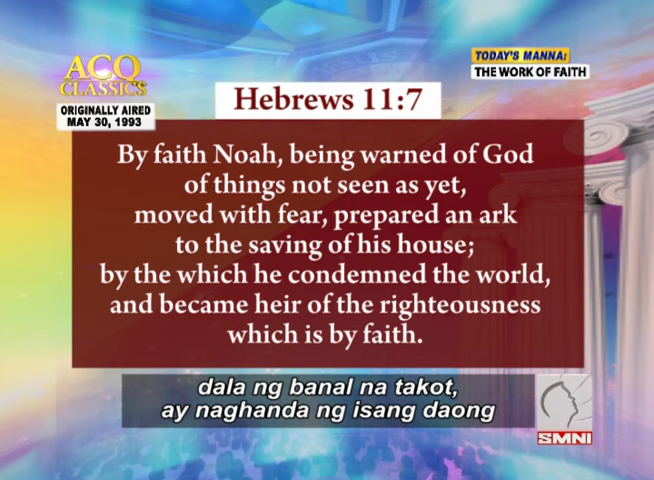 ACQ
CLASSICS
ORIGINALLY AIRED
MAY 30, 1993
TODAY'S MANNA:
THE WORK OF FAITH
Hebrews 11:7
By faith Noah, being warned of God
of things not seen as yet,
moved with fear, prepared an ark
to the saving of his house;
by the which he condemned the world,
and became heir of the righteousness
which is by faith.
dala ng banal na takot,
ay naghanda ng isang daong
SMNI